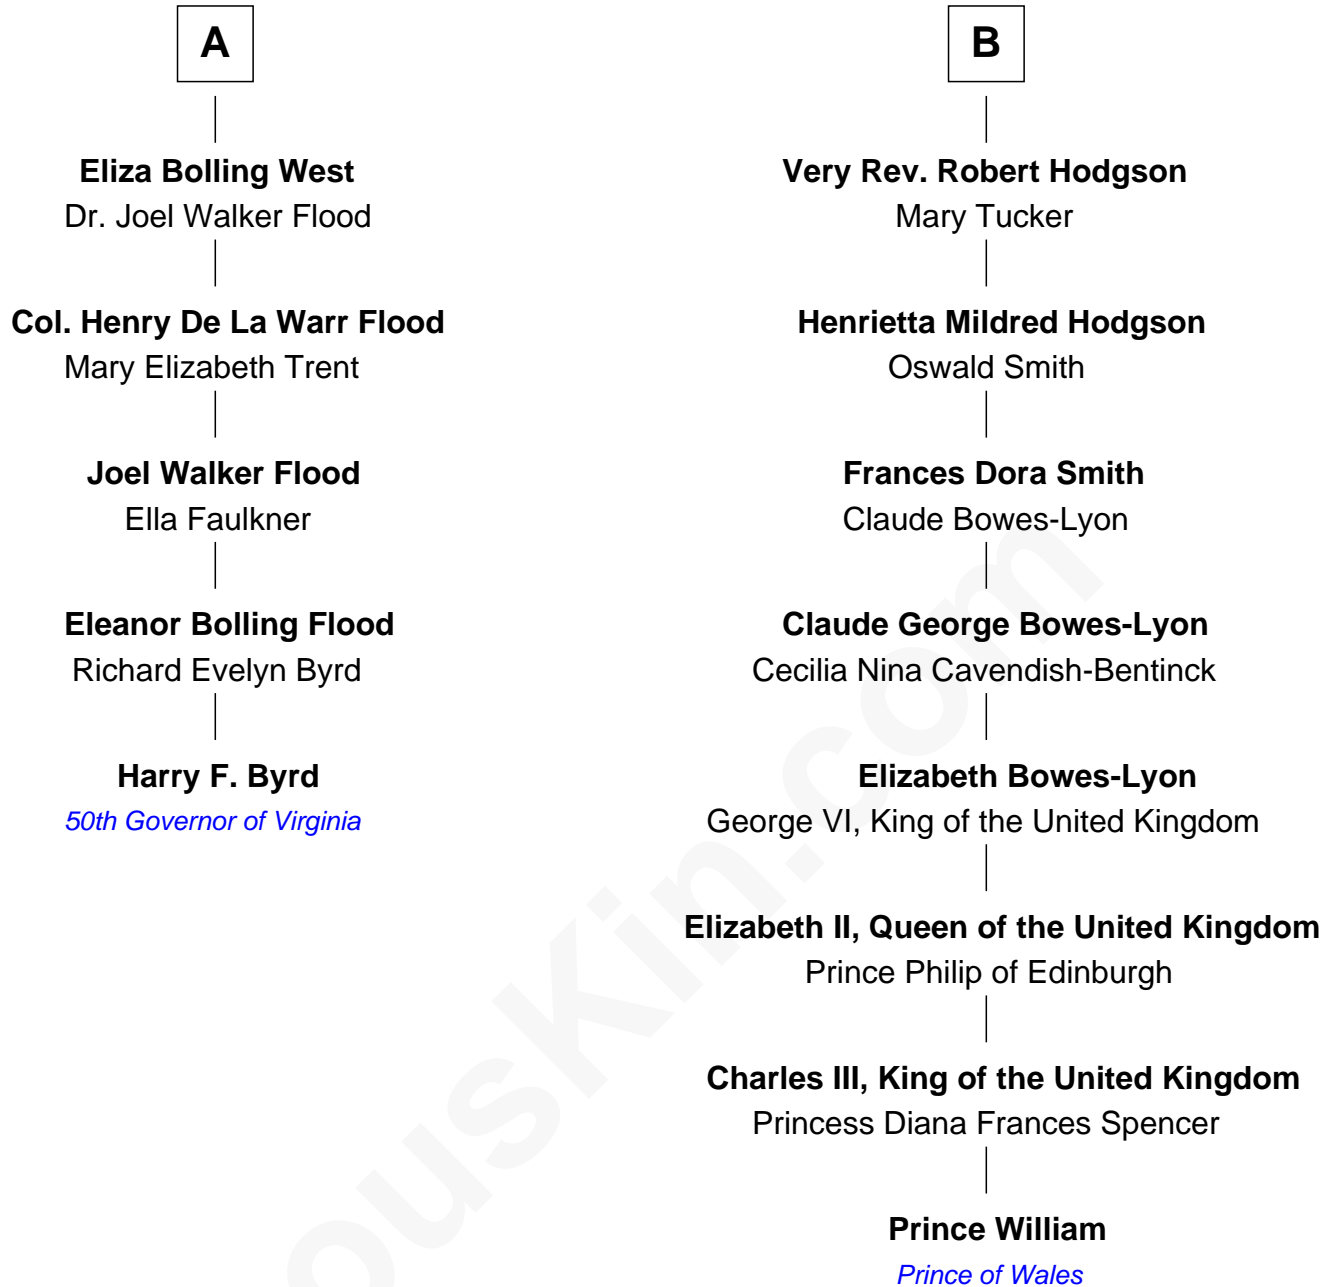 A
Eliza Bolling West
Dr. Joel Walker Flood
Col. Henry De La Warr Flood
Mary Elizabeth Trent
Joel Walker Flood
Ella Faulkner
Eleanor Bolling Flood
Richard Evelyn Byrd
Harry F. Byrd
50th Governor of Virginia
B
Very Rev. Robert Hodgson
Mary Tucker
Henrietta Mildred Hodgson
Oswald Smith
Frances Dora Smith
Claude Bowes-Lyon
Claude George Bowes-Lyon
Cecilia Nina Cavendish-Bentinck
Elizabeth Bowes-Lyon
George VI, King of the United Kingdom
Elizabeth II, Queen of the United Kingdom
Prince Philip of Edinburgh
Charles III, King of the United Kingdom
Princess Diana Frances Spencer
Prince William
Prince of Wales
ousKin.com